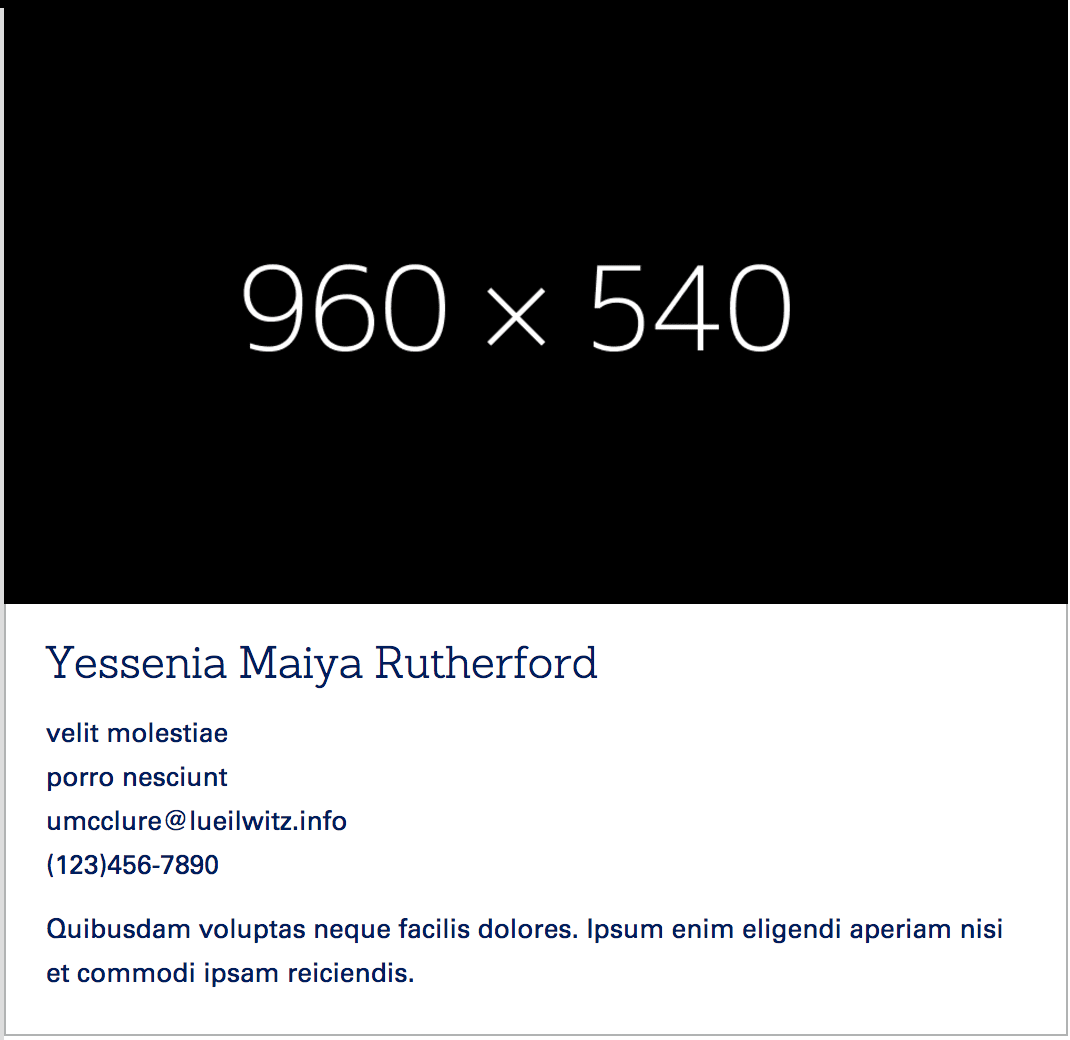 960 × 540
Yessenia Maiya Rutherford
velit molestiae
porro nesciunt
umcclure@lueilwitz.info
(123)456-7890
Quibusdam voluptas neque facilis dolores. Ipsum enim eligendi aperiam nisi
et commodi ipsam reiciendis.